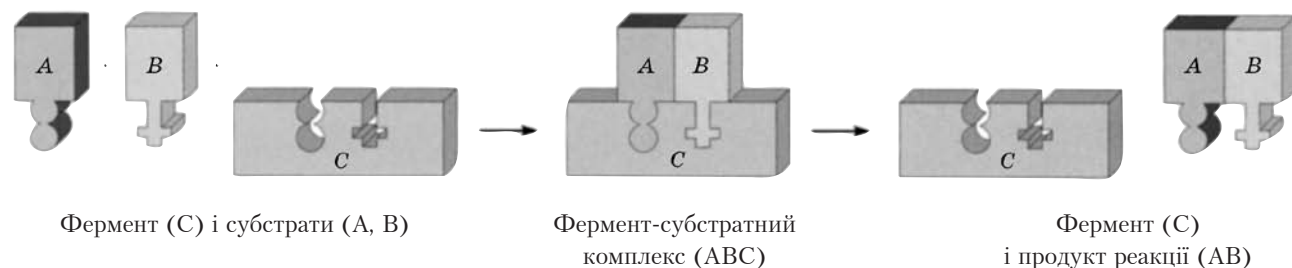 A
B
C
A
B
C
C
A
B
Фермент (С) і субстрати (А, В)
Фермент-субстратний
комплекс (АВС)
Фермент (С)
і продукт реакції (АВ)